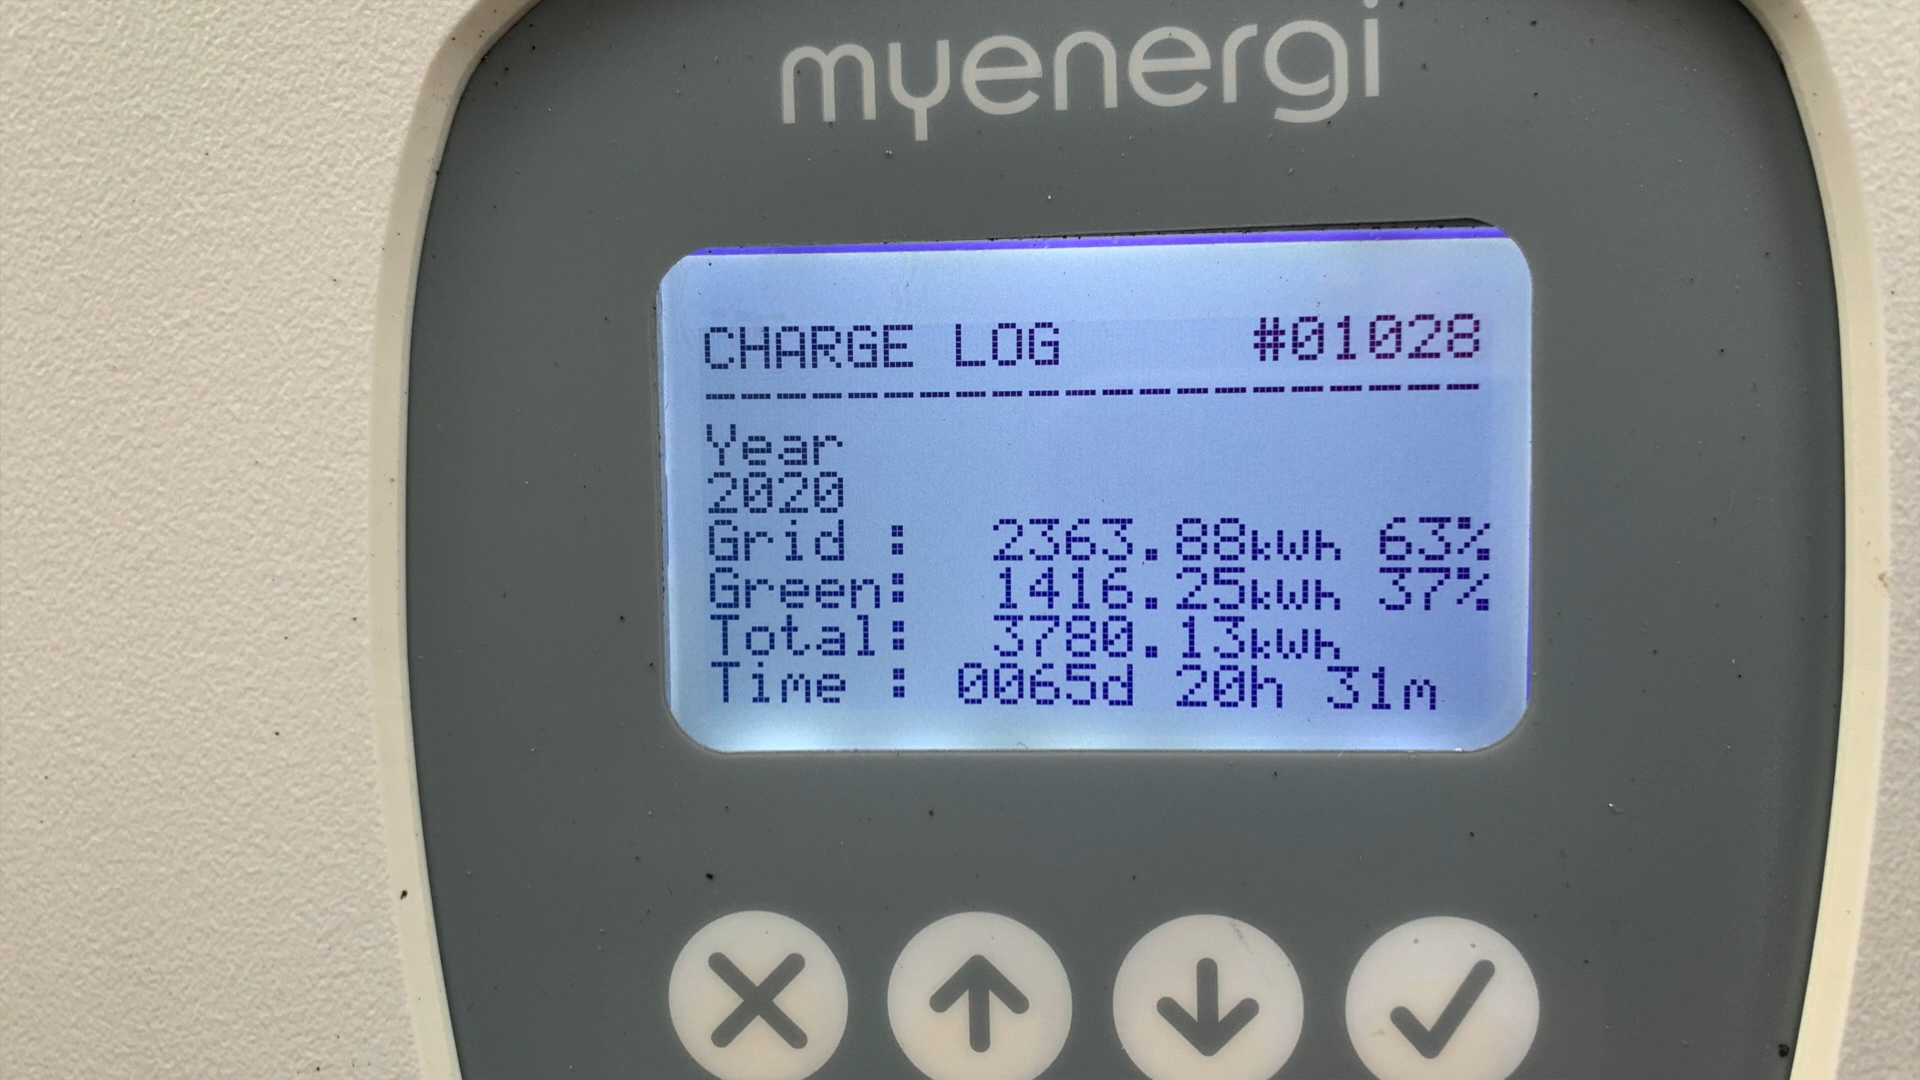 myenergi
CHARGE LOG #01028
--------------------
Year
2020
Grid : 2363.88kWh 63%
Green: 1416.25kWh 37%
Total: 3780.13kWh
Time : 0065d 20h 31m